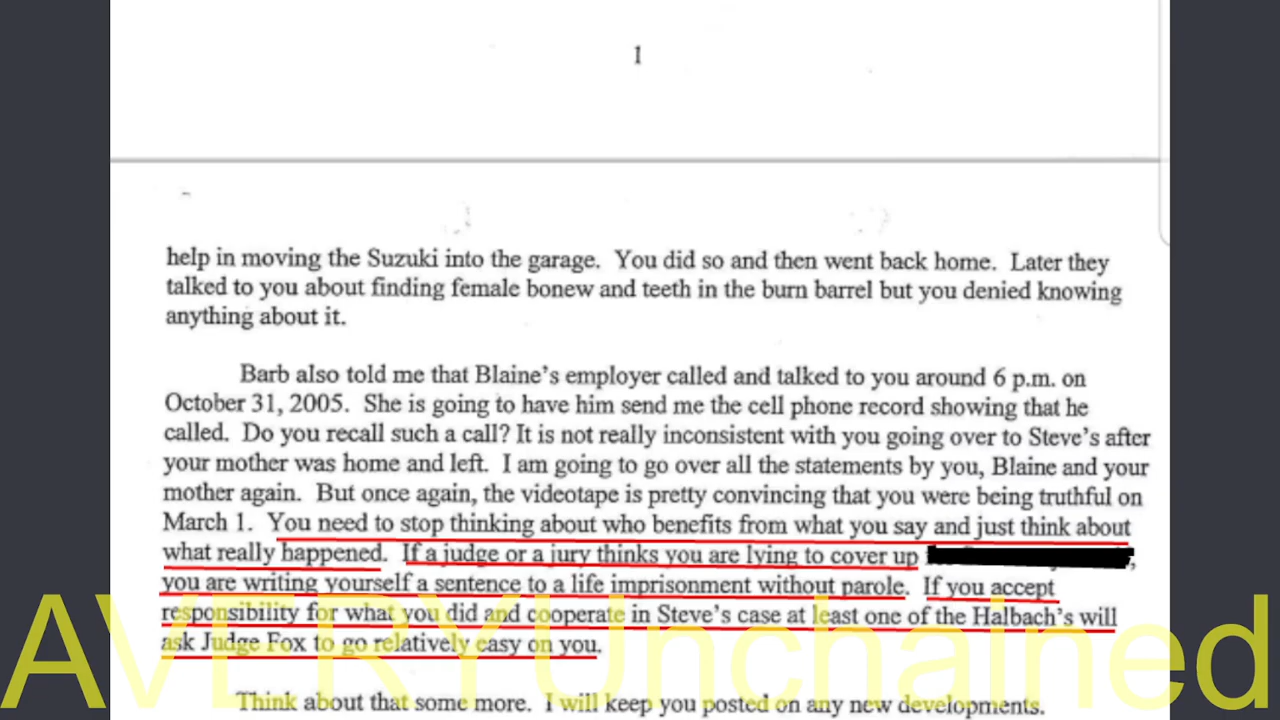 1
help in moving the Suzuki into the garage. You did so and then went back home. Later they
talked to you about finding female bonew and teeth in the burn barrel but you denied knowing
anything about it.
Barb also told me that Blaine's employer called and talked to you around 6 p.m. on
October 31, 2005. She is going to have him send me the cell phone record showing that he
called. Do you recall such a call? It is not really inconsistent with you going over to Steve's after
your mother was home and left. I am going to go over all the statements by you, Blaine and your
mother again. But once again, the videotape is pretty convincing that you were being truthful on
March 1. You need to stop thinking about who benefits from what you say and just think about
what really happened. If a judge or a jury thinks you are lying to cover up ,
you are writing yourself a sentence to a life imprisonment without parole. If you accept
responsibility for what you did and cooperate in Steve's case at least one of the Halbach's will
ask Judge Fox to go relatively easy on you.
Think about that some more. I will keep you posted on any new developments.
AVERYUnchained